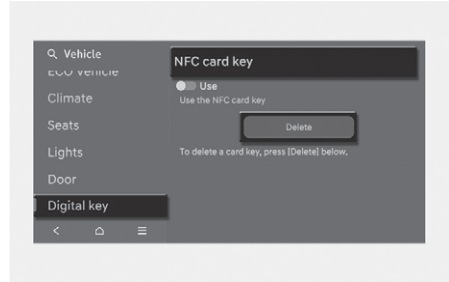 Vehicle
ECO vehicle
Climate
Seats
Lights
Door
Digital key
NFC card key
Use
Use the NFC card key
Delete
To delete a card key, press [Delete] below.